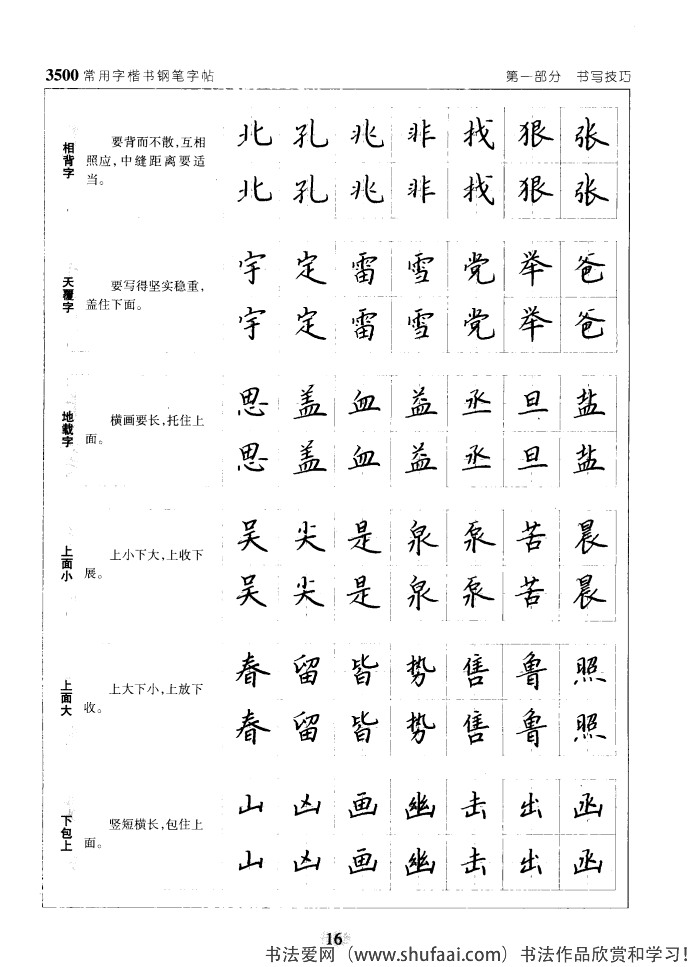 3500常用字楷书钢笔字帖
第一部分 书写技巧
相背字
要背而不散,互相
照应,中缝距离要适
当。
北孔兆非找狠张
北孔兆非找狠张
天覆字
要写得坚实稳重,
盖住下面。
宇定雷雪党举爸
宇定雷雪党举爸
地载字
横画要长,托住上
面。
思盖血益丞旦盐
思盖血益丞旦盐
上面小
上小下大,上收下
展。
吴尖是泉泵苦晨
吴尖是泉泵苦晨
上面大
上大下小,上放下
收。
春留皆势售鲁照
春留皆势售鲁照
下包上
竖短横长,包住上
面。
山凶画幽击出函
山凶画幽击出函
16
书法爱网(www.shufaai.com)书法作品欣赏和学习!